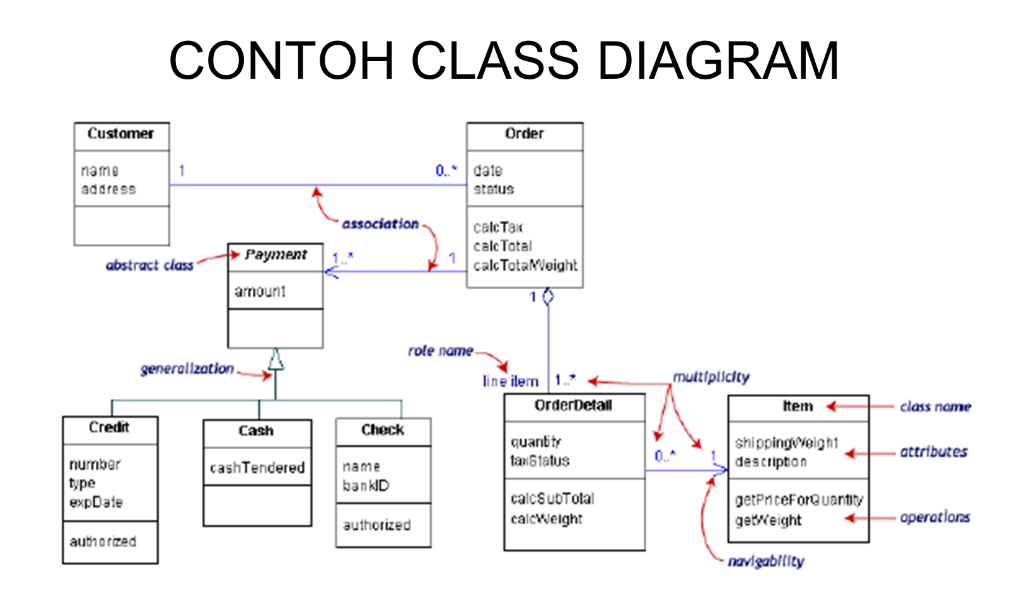 CONTOH CLASS DIAGRAM
Customer
name
address
1
0..*
Order
date
status
calcTax
calcTotal
calcTotalWeight
association
abstract class
Payment
amount
1..*
1
1
generalization
role name
line item
1..*
multiplicity
Credit
number
type
expDate
authorized
Cash
cashTendered
Check
name
bankID
authorized
OrderDetail
quantity
taxStatus
calcSubTotal
calcWeight
0..*
1
Item
shippingWeight
description
getPriceForQuantity
getWeight
class name
attributes
operations
navigability